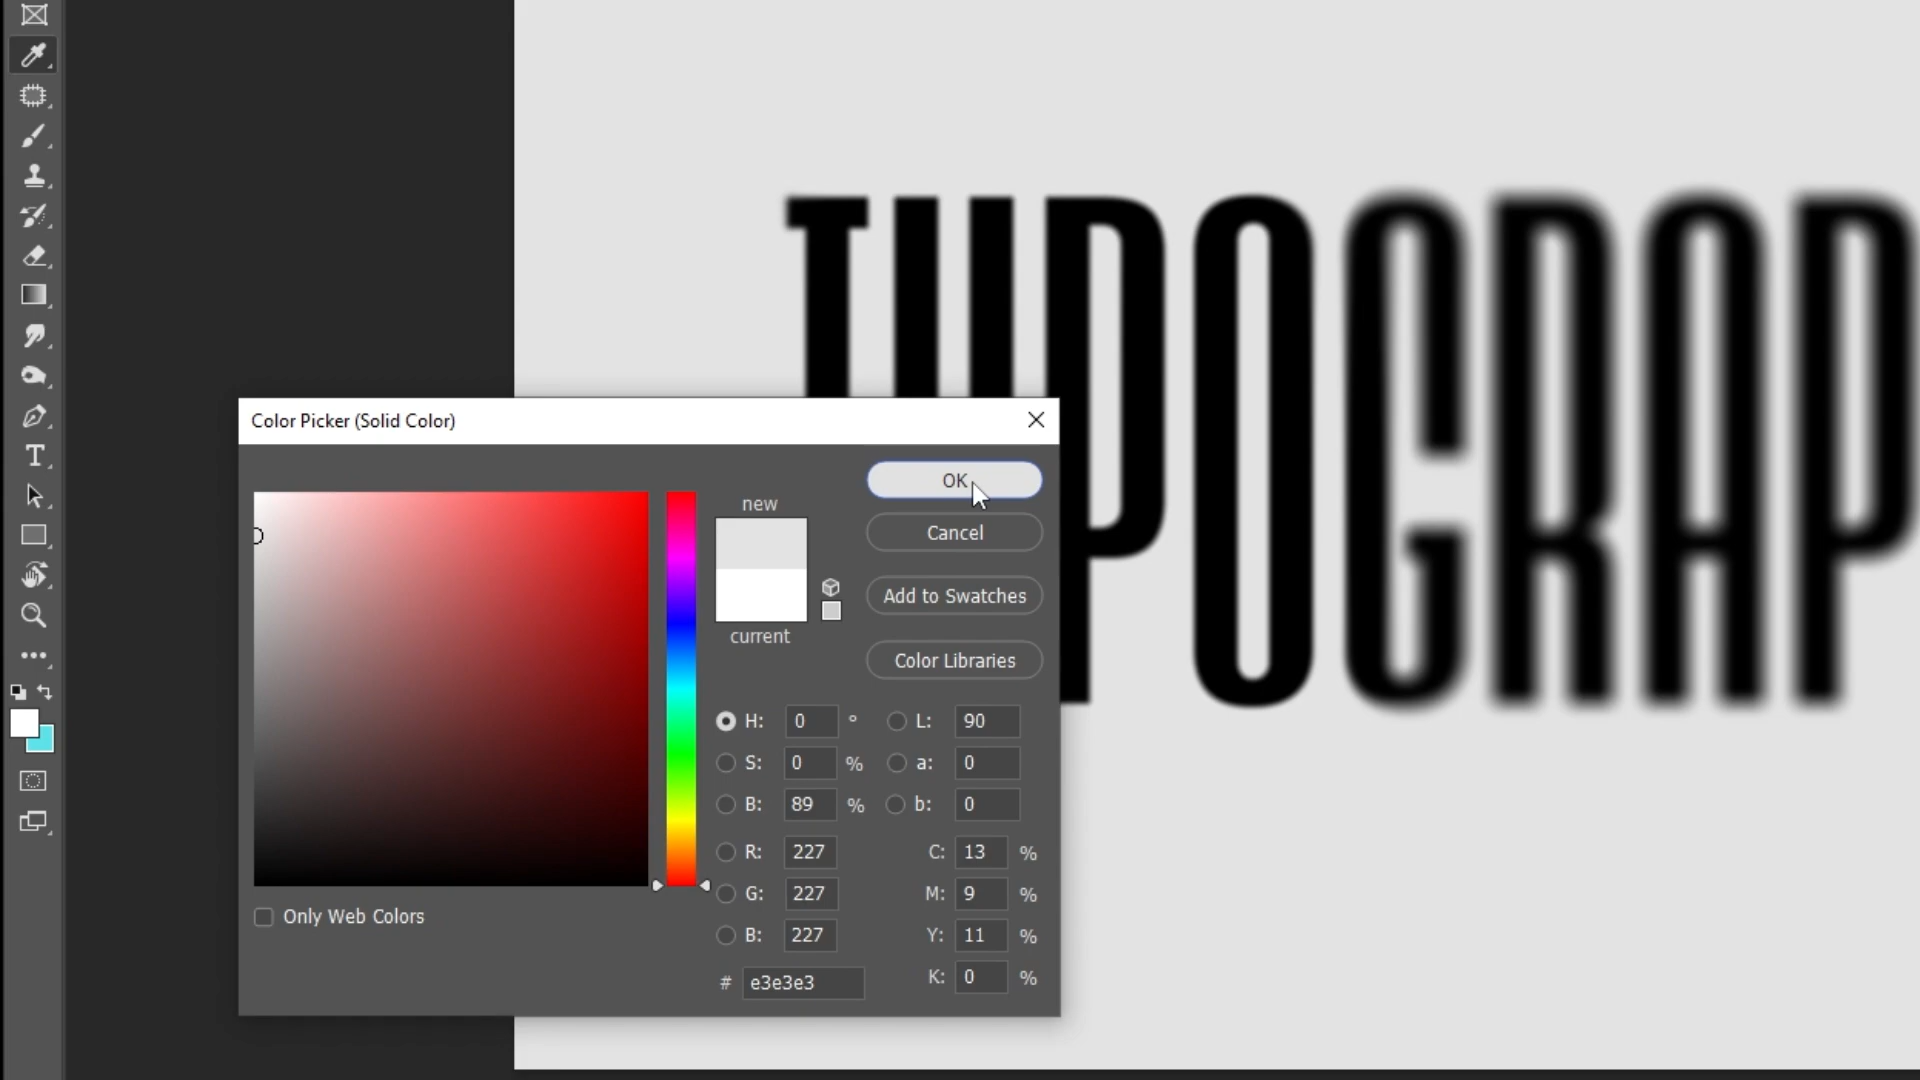 TYPOGRAP
Color Picker (Solid Color)
OK
new
Cancel
Add to Swatches
current
Color Libraries
H: 0 ° L: 90
S: 0 % a: 0
B: 89 % b: 0
R: 227 C: 13 %
G: 227 M: 9 %
B: 227 Y: 11 %
# e3e3e3 K: 0 %
Only Web Colors